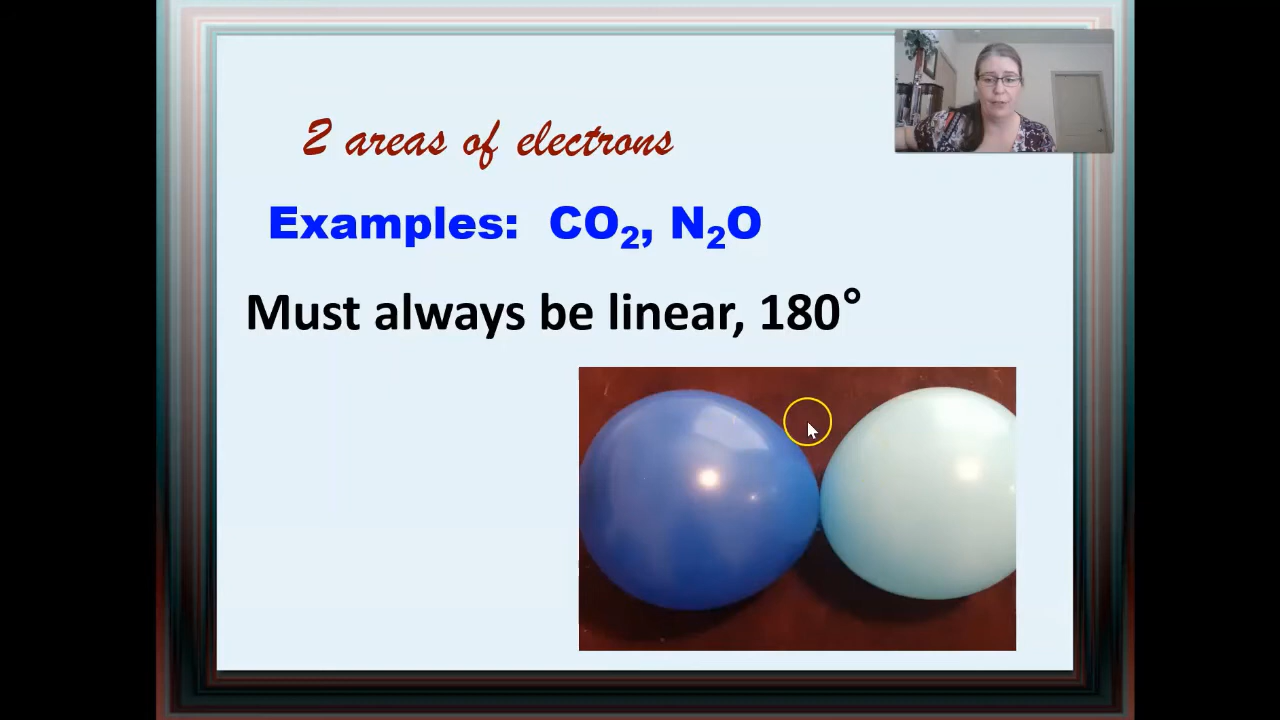 2 areas of electrons
Examples: CO₂, N₂O
Must always be linear, 180°